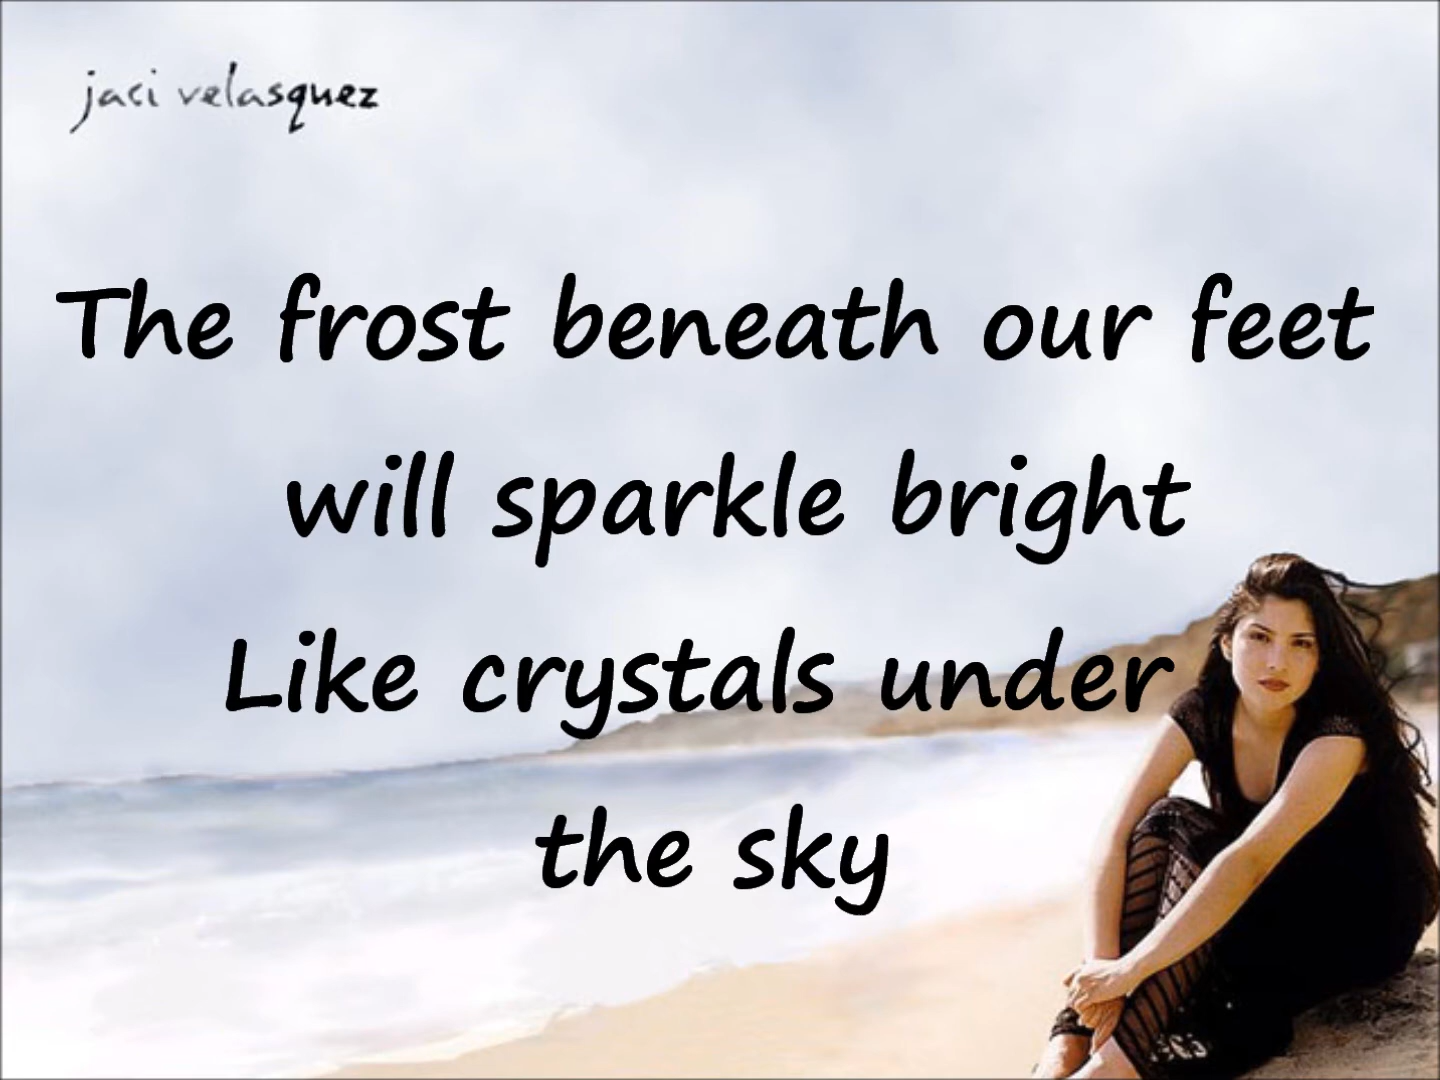 jaci velasquez
The frost beneath our feet
will sparkle bright
Like crystals under
the sky